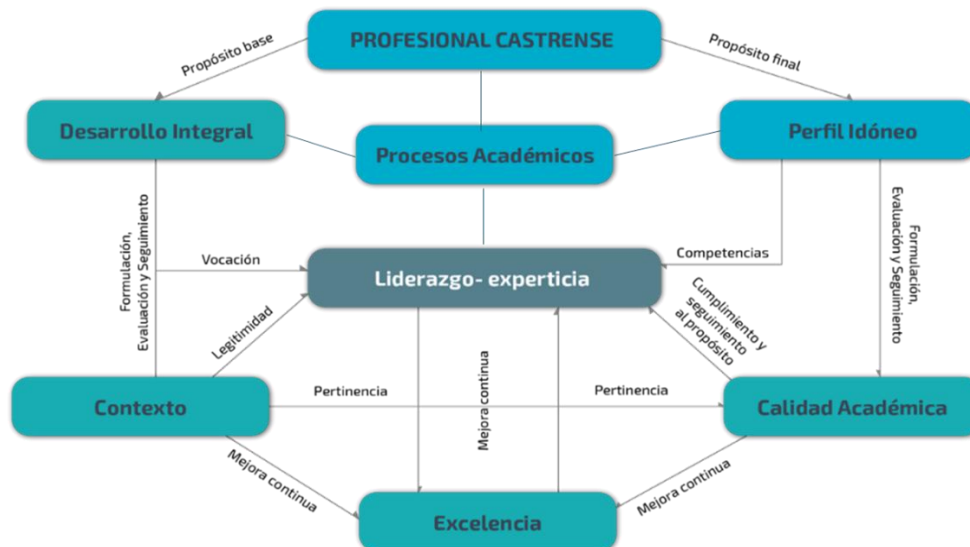 PROFESIONAL CASTRENSE
Propósito base
Propósito final
Desarrollo Integral
Perfil Idóneo
Procesos Académicos
Formulación,
Evaluación y Seguimiento
Vocación
Competencias
Formulación,
Evaluación y Seguimiento
Liderazgo- experticia
Legitimidad
Cumplimiento y
seguimiento
al propósito
Mejora continua
Pertinencia
Pertinencia
Contexto
Calidad Académica
Mejora continua
Mejora continua
Excelencia